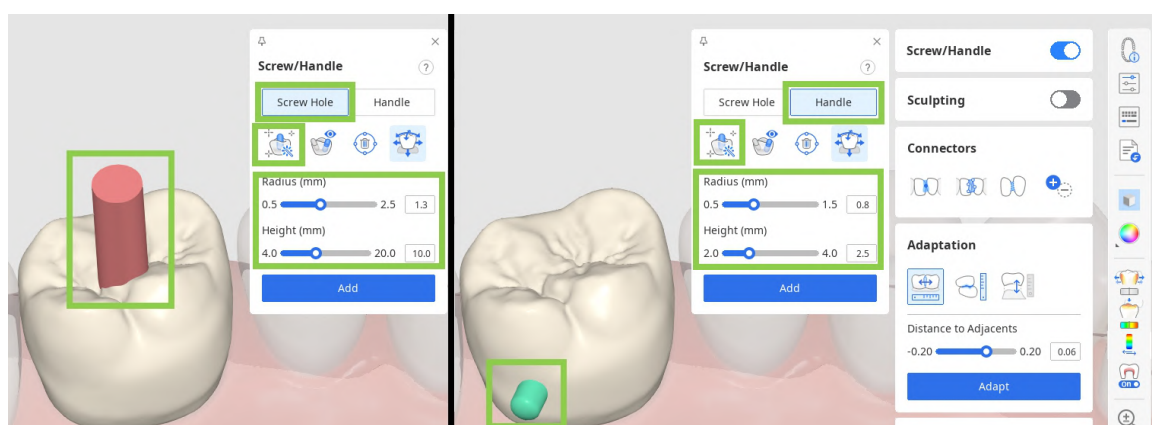 Screw/Handle
?
Screw Hole Handle
Radius (mm)
0.5 2.5 1.3
Height (mm)
4.0 20.0 10.0
Add
Screw/Handle
?
Screw Hole Handle
Radius (mm)
0.5 1.5 0.8
Height (mm)
2.0 4.0 2.5
Add
Screw/Handle
Sculpting
Connectors
Adaptation
Distance to Adjacents
-0.20 0.20 0.06
Adapt
ON